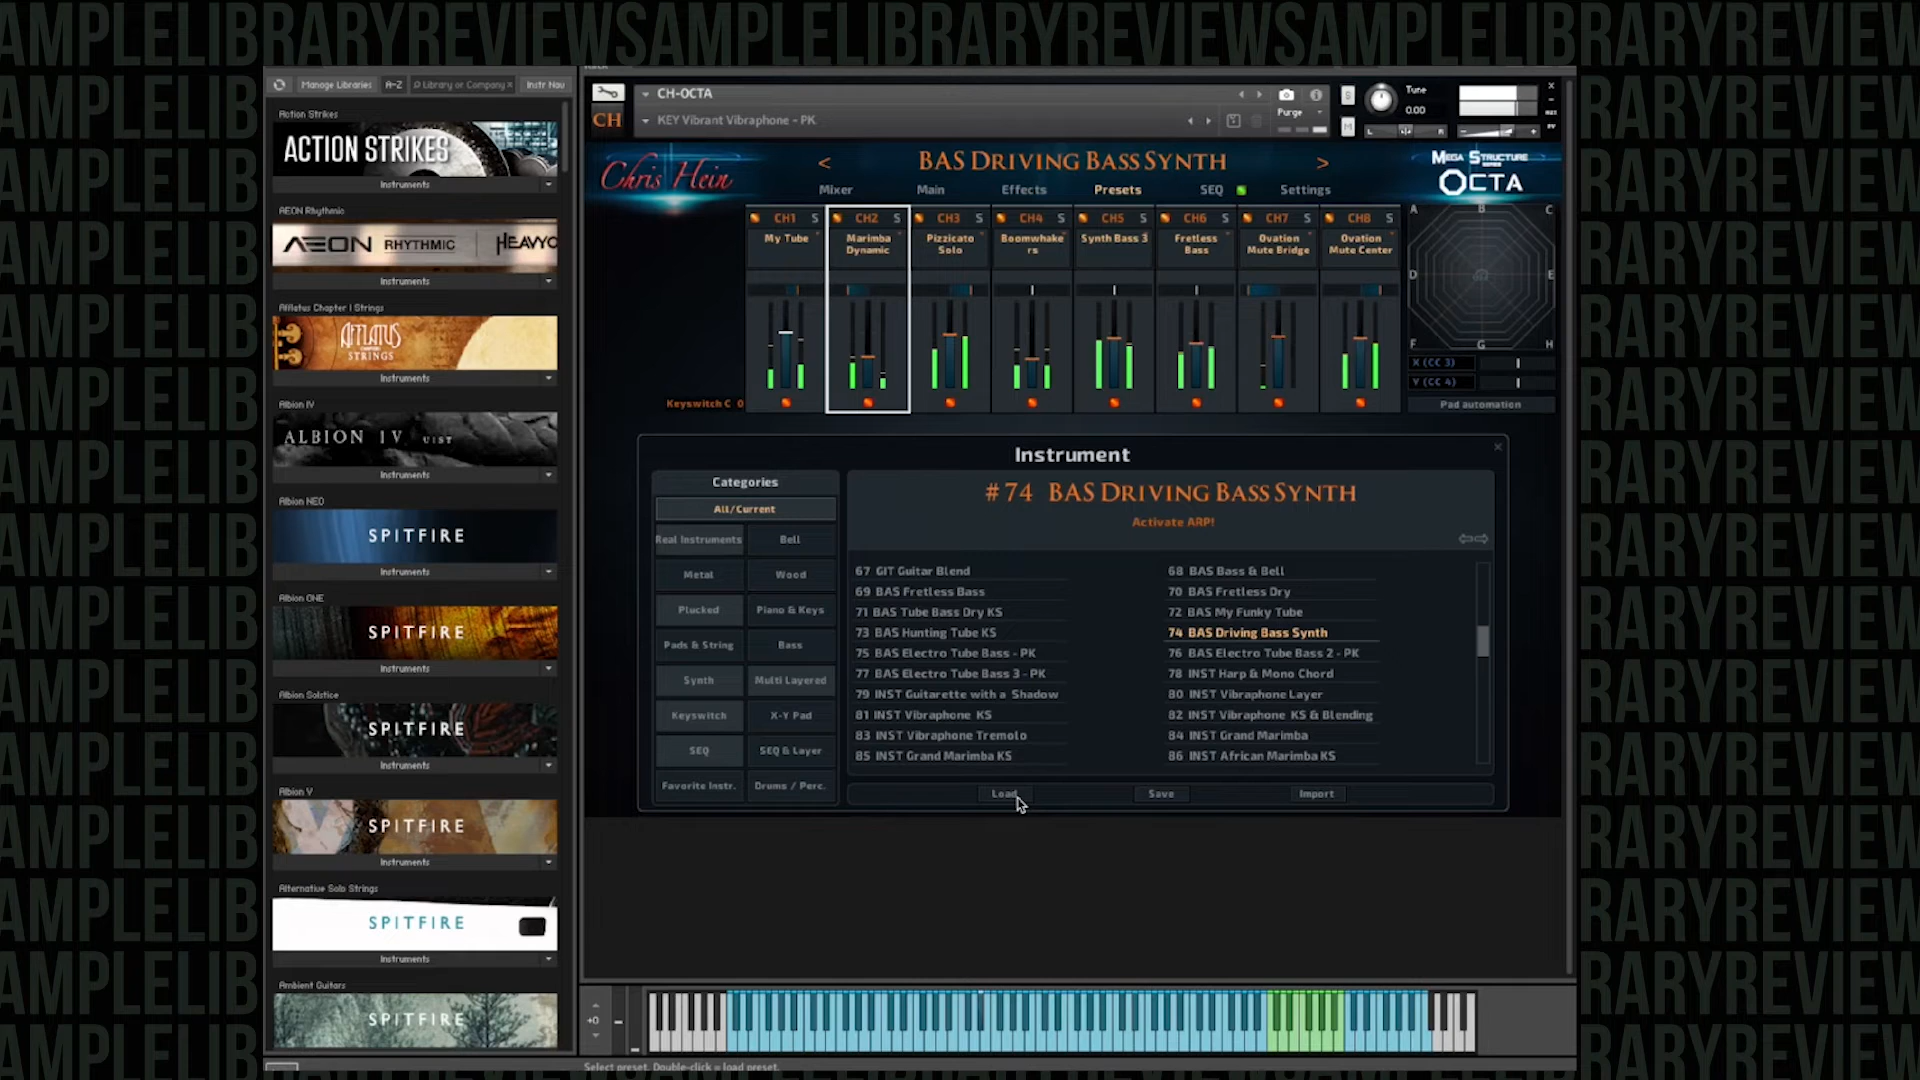 AMPLELIBRARYREVIEWSAMPLELIBRARYREVIEWSAMPLELIBRARYREVIEW
Manage Libraries
A-Z
Library or Company
Instr Nav
Action Strikes
ACTION STRIKES
Instruments
AEON Rhythmic
AEON RHYTHMIC HEAVYO
Instruments
Afflatus Chapter I Strings
AFFLATUS
STRINGS
Instruments
Albion IV
ALBION IV UIST
Instruments
Albion NEO
SPITFIRE
Instruments
Albion ONE
SPITFIRE
Instruments
Albion Solstice
SPITFIRE
Instruments
Albion V
SPITFIRE
Instruments
Alternative Solo Strings
SPITFIRE
Instruments
Ambient Guitars
SPITFIRE
CH
CH-OCTA
KEY Vibrant Vibraphone - PK
Purge
S
M
Tune
0.00
L R
Chris Hein
< BAS DRIVING BASS SYNTH >
Mixer Main Effects Presets SEQ Settings
MEGA STRUCTURE
SERIES
OCTA
CH1 S CH2 S CH3 S CH4 S CH5 S CH6 S CH7 S CH8 S
My Tube
Marimba
Dynamic
Pizzicato
Solo
Boomwhake
rs
Synth Bass 3
Fretless
Bass
Ovation
Mute Bridge
Ovation
Mute Center
A B C
D E
F G H
X (CC 3)
Y (CC 4)
Pad automation
Keyswitch C 0
Instrument
Categories
All/Current
Real Instruments Bell
Metal Wood
Plucked Piano & Keys
Pads & String Bass
Synth Multi Layered
Keyswitch X-Y Pad
SEQ SEQ & Layer
Favorite Instr. Drums / Perc.
#74 BAS DRIVING BASS SYNTH
Activate ARP!
67 GIT Guitar Blend
68 BAS Bass & Bell
69 BAS Fretless Bass
70 BAS Fretless Dry
71 BAS Tube Bass Dry KS
72 BAS My Funky Tube
73 BAS Hunting Tube KS
74 BAS Driving Bass Synth
75 BAS Electro Tube Bass - PK
76 BAS Electro Tube Bass 2 - PK
77 BAS Electro Tube Bass 3 - PK
78 INST Harp & Mono Chord
79 INST Guitarette with a Shadow
80 INST Vibraphone Layer
81 INST Vibraphone KS
82 INST Vibraphone KS & Blending
83 INST Vibraphone Tremolo
84 INST Grand Marimba
85 INST Grand Marimba KS
86 INST African Marimba KS
Load Save Import
+0
Select preset. Double-click = load preset.